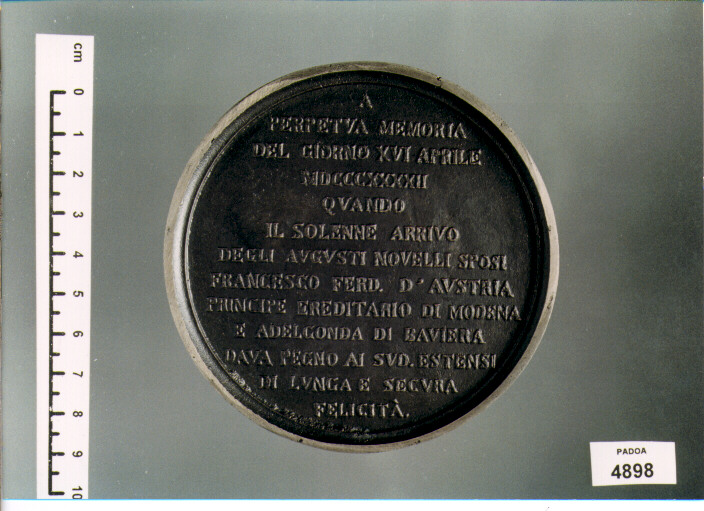 A
PERPETVA MEMORIA
DEL GIORNO XVI APRILE
MDCCCXXXXII
QVANDO
IL SOLENNE ARRIVO
DEGLI AVGVSTI NOVELLI SPOSI
FRANCESCO FERD. D'AVSTRIA
PRINCIPE EREDITARIO DI MODENA
E ADELGONDA DI BAVIERA
DAVA PEGNO AI SVD. ESTENSI
DI LVNGA E SECVRA
FELICITÀ.
cm
0
1
2
3
4
5
6
7
8
9
10
PADOA
4898